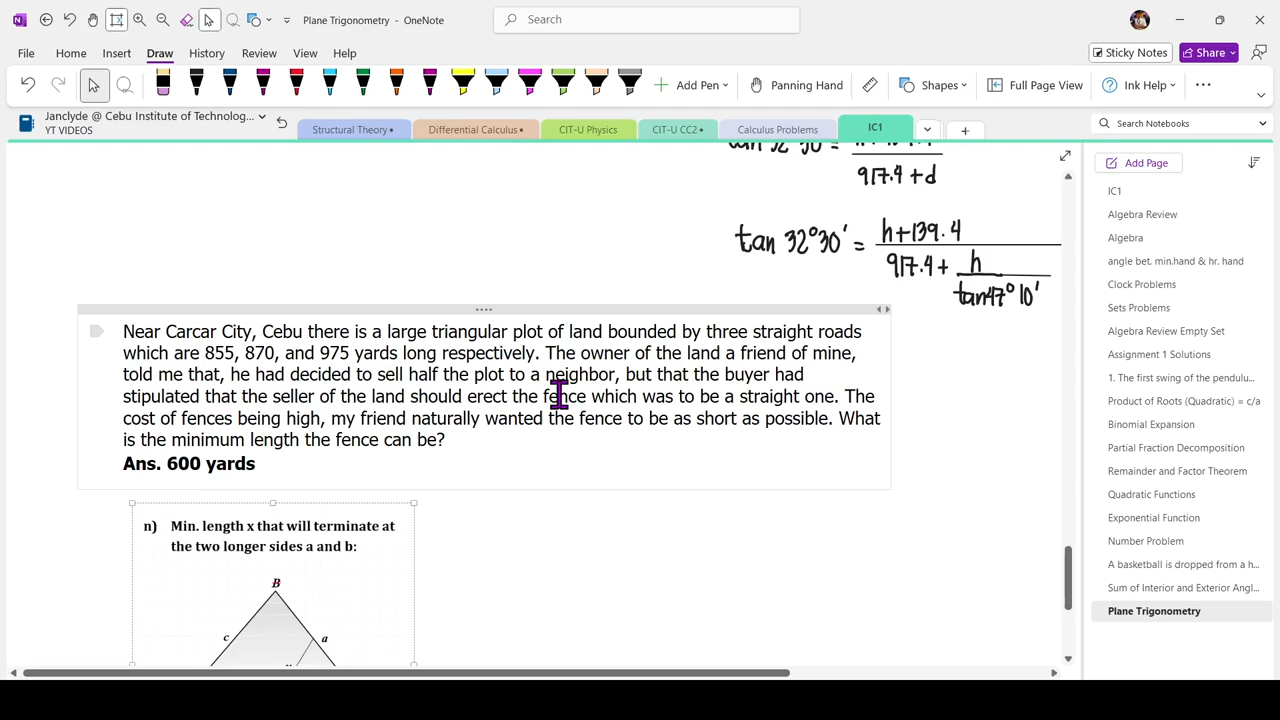 Plane Trigonometry - OneNote
Search
File Home Insert Draw History Review View Help
Sticky Notes
Share
Add Pen
Panning Hand
Shapes
Full Page View
Ink Help
Janclyde @ Cebu Institute of Technolog...
YT VIDEOS
Structural Theory
Differential Calculus
CIT-U Physics
CIT-U CC2
Calculus Problems
IC1
Search Notebooks
917.4+d
tan 32°30' = h+139.4
917.4+ h
tan47°10'
Near Carcar City, Cebu there is a large triangular plot of land bounded by three straight roads
which are 855, 870, and 975 yards long respectively. The owner of the land a friend of mine,
told me that, he had decided to sell half the plot to a neighbor, but that the buyer had
stipulated that the seller of the land should erect the fence which was to be a straight one. The
cost of fences being high, my friend naturally wanted the fence to be as short as possible. What
is the minimum length the fence can be?
Ans. 600 yards
n) Min. length x that will terminate at
the two longer sides a and b:
B
c
a
Add Page
IC1
Algebra Review
Algebra
angle bet. min.hand & hr. hand
Clock Problems
Sets Problems
Algebra Review Empty Set
Assignment 1 Solutions
1. The first swing of the pendulu...
Product of Roots (Quadratic) = c/a
Binomial Expansion
Partial Fraction Decomposition
Remainder and Factor Theorem
Quadratic Functions
Exponential Function
Number Problem
A basketball is dropped from a h...
Sum of Interior and Exterior Angl...
Plane Trigonometry